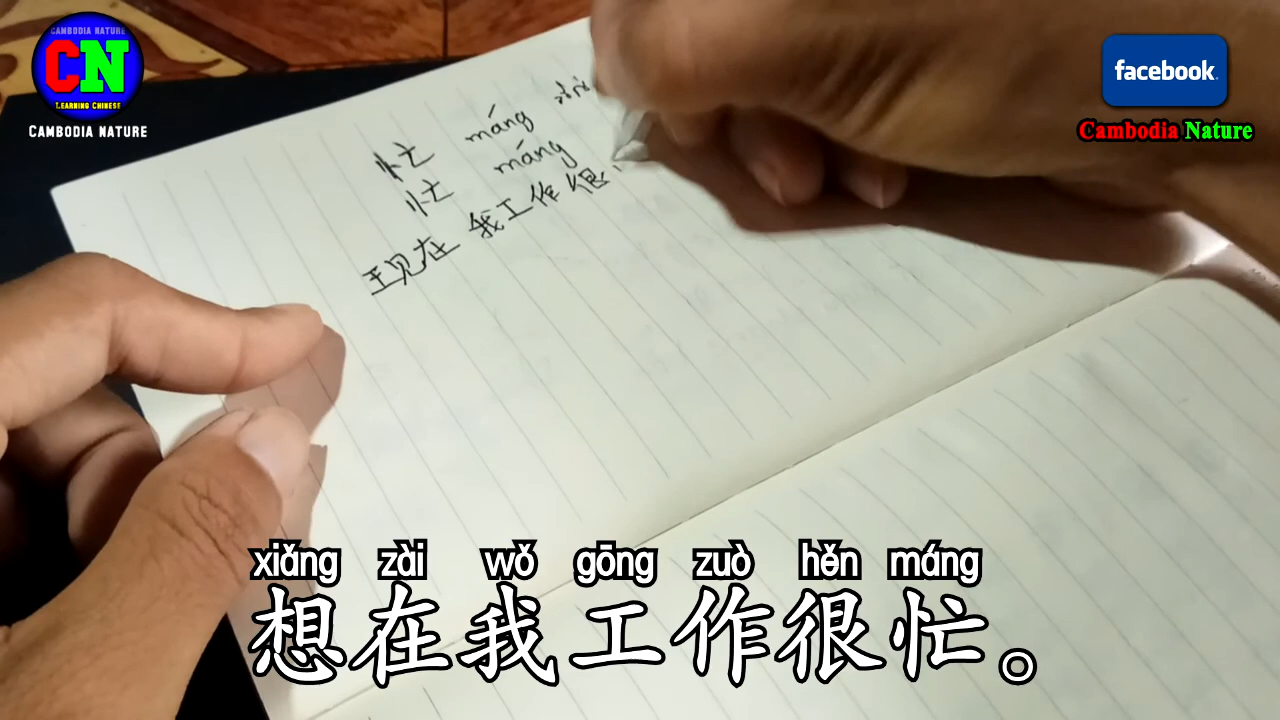 CAMBODIA NATURE
CN
LEARNING CHINESE
CAMBODIA NATURE
facebook
Cambodia Nature
忙 máng
忙 máng
现在 我工作很
xiǎng zài wǒ gōng zuò hěn máng
想在我工作很忙。